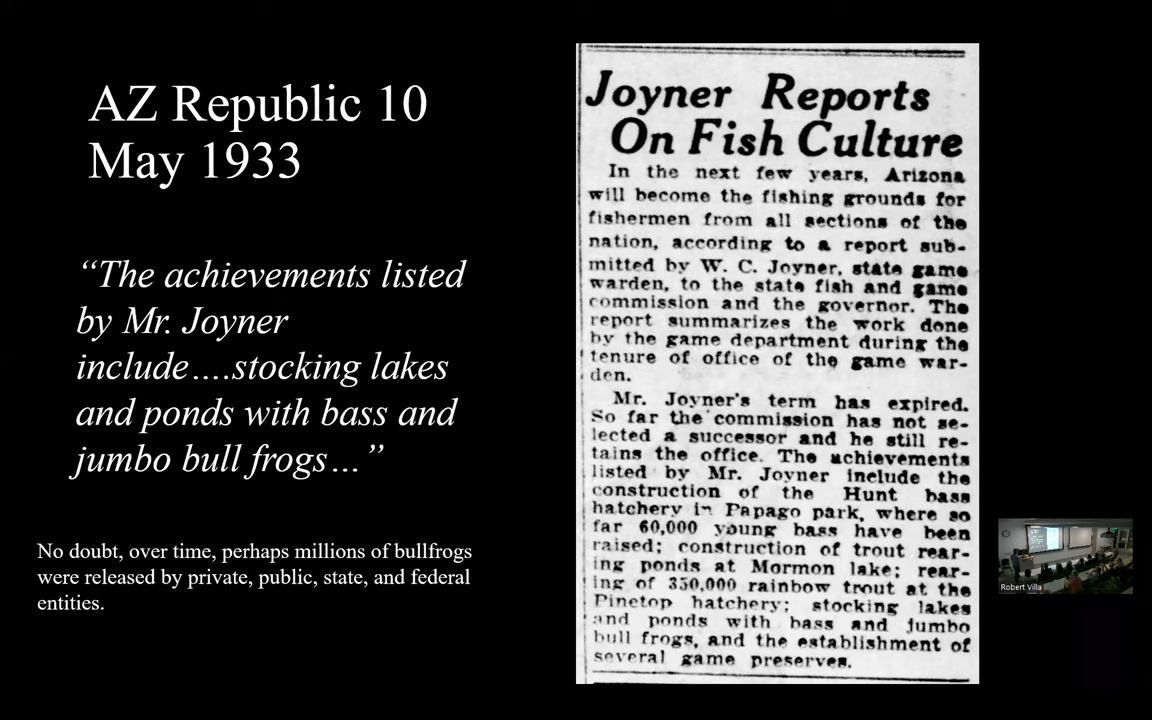 AZ Republic 10
May 1933
“The achievements listed
by Mr. Joyner
include….stocking lakes
and ponds with bass and
jumbo bull frogs…”
No doubt, over time, perhaps millions of bullfrogs
were released by private, public, state, and federal
entities.
Joyner Reports
On Fish Culture
In the next few years, Arizona
will become the fishing grounds for
fishermen from all sections of the
nation, according to a report sub-
mitted by W. C. Joyner, state game
warden, to the state fish and game
commission and the governor. The
report summarizes the work done
by the game department during the
tenure of office of the game war-
den.
Mr. Joyner's term has expired.
So far the commission has not se-
lected a successor and he still re-
tains the office. The achievements
listed by Mr. Joyner include the
construction of the Hunt bass
hatchery in Papago park, where so
far 60,000 young bass have been
raised; construction of trout rear-
ing ponds at Mormon lake; rear-
ing of 350,000 rainbow trout at the
Pinetop hatchery; stocking lakes
and ponds with bass and jumbo
bull frogs, and the establishment of
several game preserves.
Robert Villa